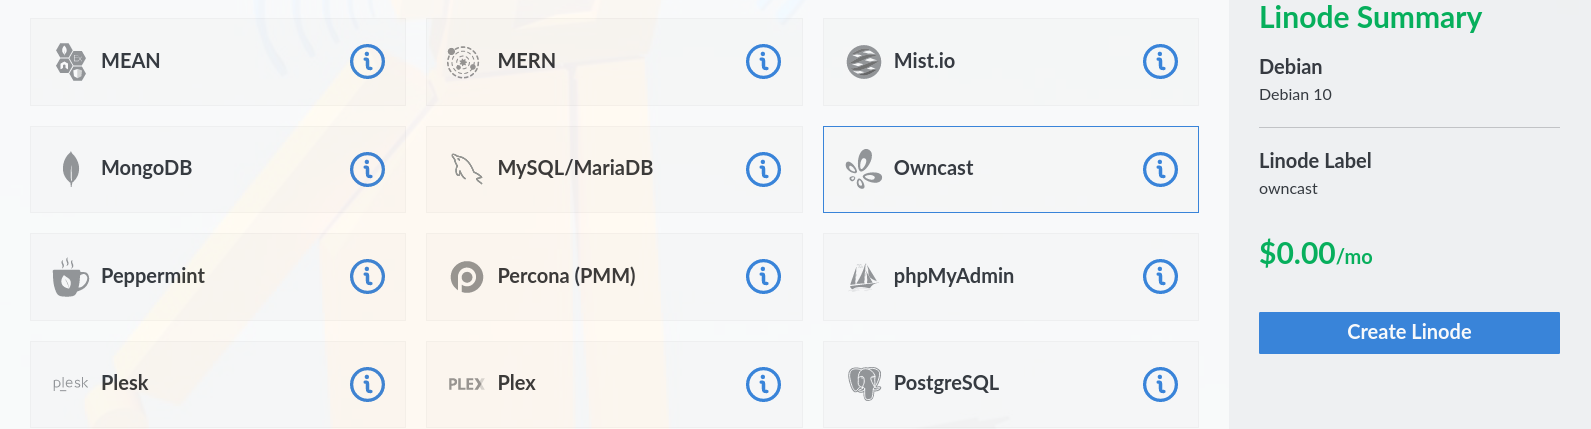 MEAN
MERN
Mist.io
MongoDB
MySQL/MariaDB
Owncast
Peppermint
Percona (PMM)
phpMyAdmin
plesk Plesk
PLEX Plex
PostgreSQL
Linode Summary
Debian
Debian 10
Linode Label
owncast
$0.00/mo
Create Linode